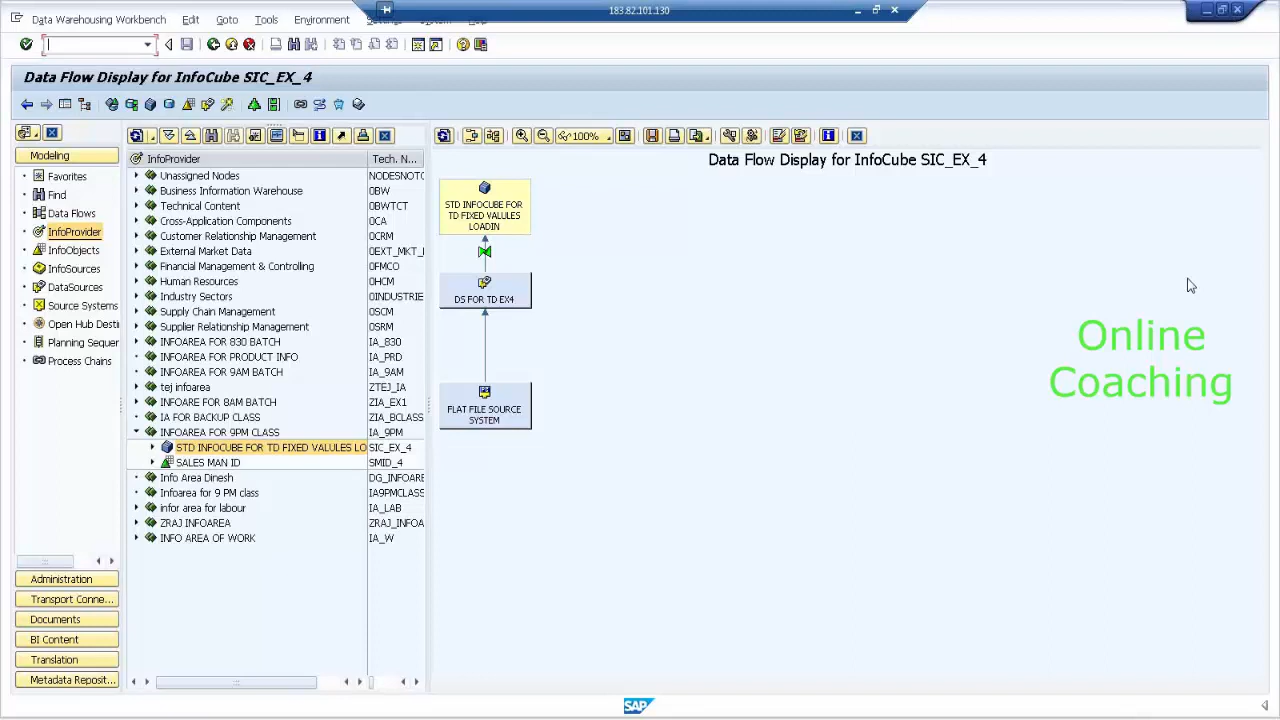 183.82.101.130
Data Warehousing Workbench Edit Goto Tools Environment
Data Flow Display for InfoCube SIC_EX_4
100%
Modeling
Favorites
Find
Data Flows
InfoProvider
InfoObjects
InfoSources
DataSources
Source Systems
Open Hub Desti
Planning Sequer
Process Chains
Administration
Transport Conne...
Documents
BI Content
Translation
Metadata Reposit...
InfoProvider Tech. N...
Unassigned Nodes NODESNOTC
Business Information Warehouse 0BW
Technical Content 0BWTCT
Cross-Application Components 0CA
Customer Relationship Management 0CRM
External Market Data 0EXT_MKT_
Financial Management & Controlling 0FMCO
Human Resources 0HCM
Industry Sectors 0INDUSTRIE
Supply Chain Management 0SCM
Supplier Relationship Management 0SRM
INFOAREA FOR 830 BATCH IA_830
INFOAREA FOR PRODUCT INFO IA_PRD
INFOAREA FOR 9AM BATCH IA_9AM
tej infoarea ZTEJ_IA
INFOARE FOR 8AM BATCH ZIA_EX1
IA FOR BACKUP CLASS ZIA_BCLASS
INFOAREA FOR 9PM CLASS IA_9PM
STD INFOCUBE FOR TD FIXED VALULES LO SIC_EX_4
SALES MAN ID SMID_4
Info Area Dinesh DG_INFOARE
Infoarea for 9 PM class IA9PMCLASS
infor area for labour IA_LAB
ZRAJ INFOAREA ZRAJ_INFOA
INFO AREA OF WORK IA_W
Data Flow Display for InfoCube SIC_EX_4
STD INFOCUBE FOR
TD FIXED VALULES
LOADIN
DS FOR TD EX4
FLAT FILE SOURCE
SYSTEM
Online
Coaching
SAP